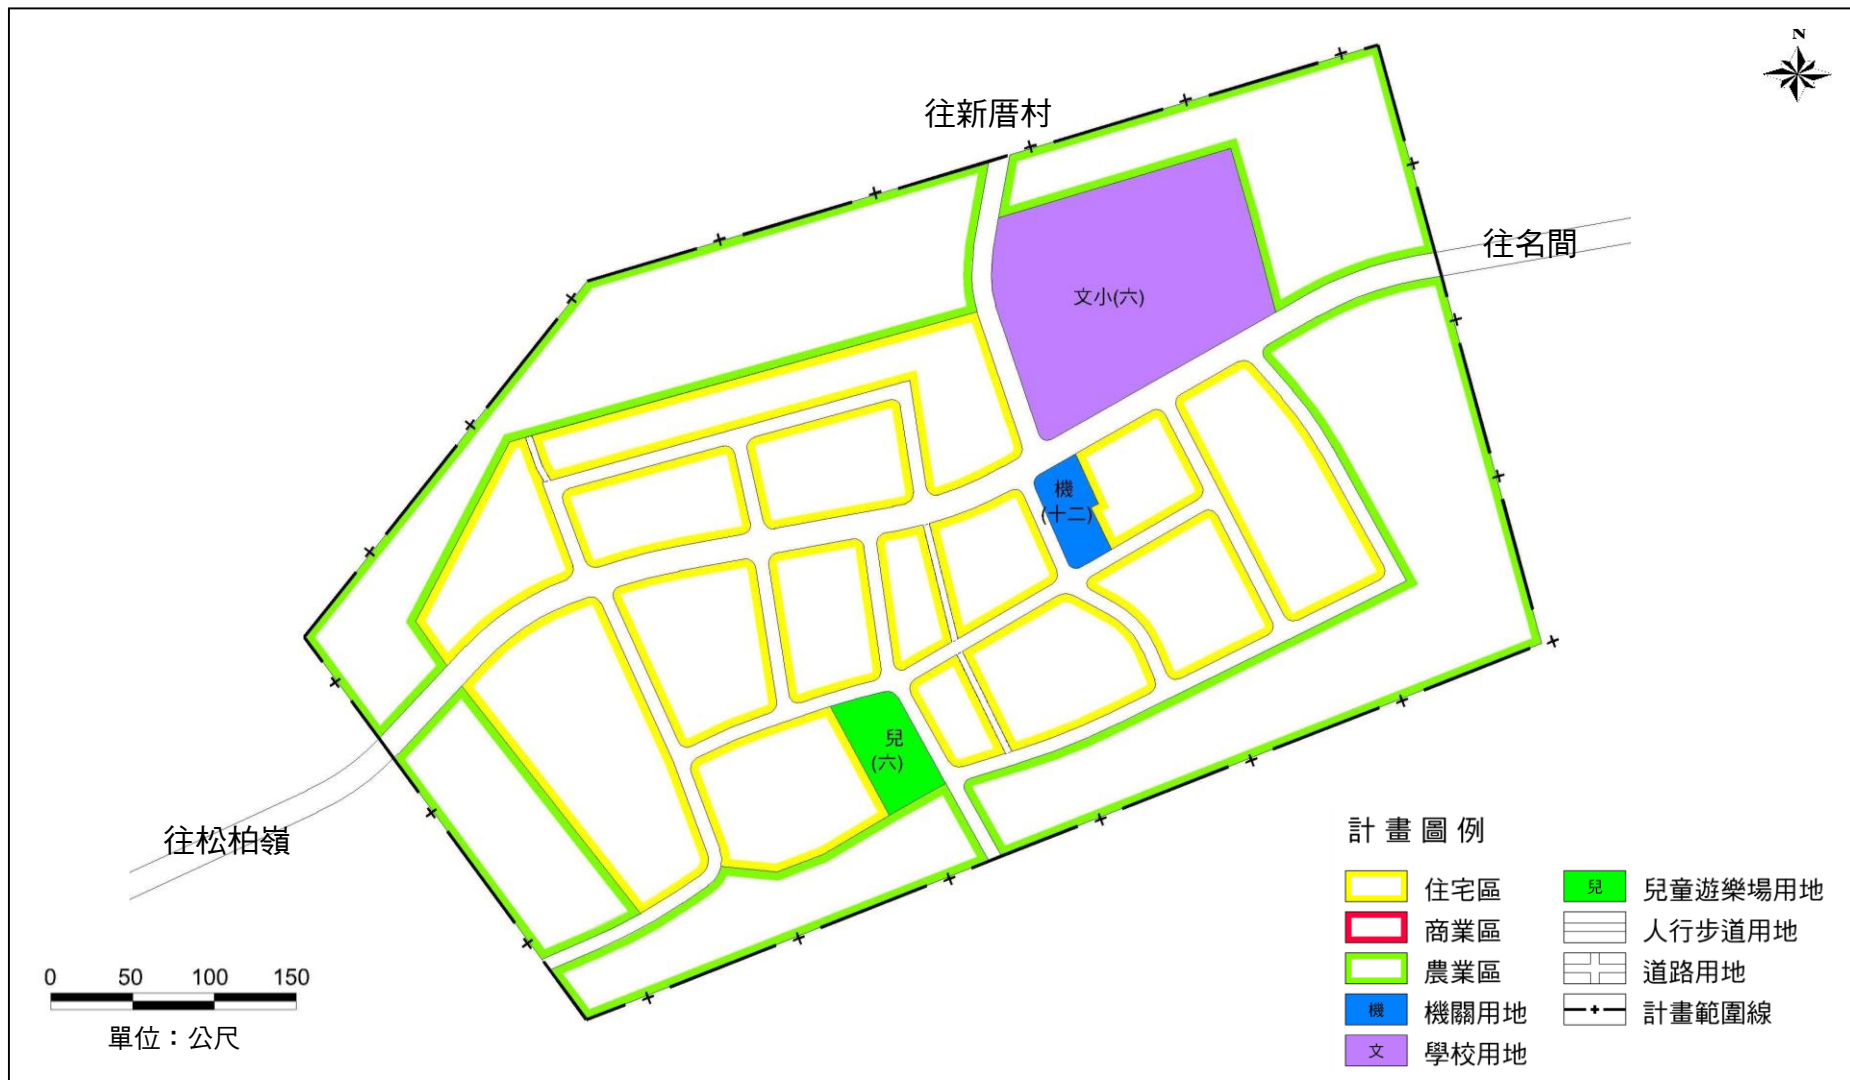 N
往新厝村
往名間
文小(六)
機
(十二)
兒
(六)
往松柏嶺
0 50 100 150
單位：公尺
計畫圖例
住宅區
商業區
農業區
機 機關用地
文 學校用地
兒 兒童遊樂場用地
人行步道用地
道路用地
計畫範圍線